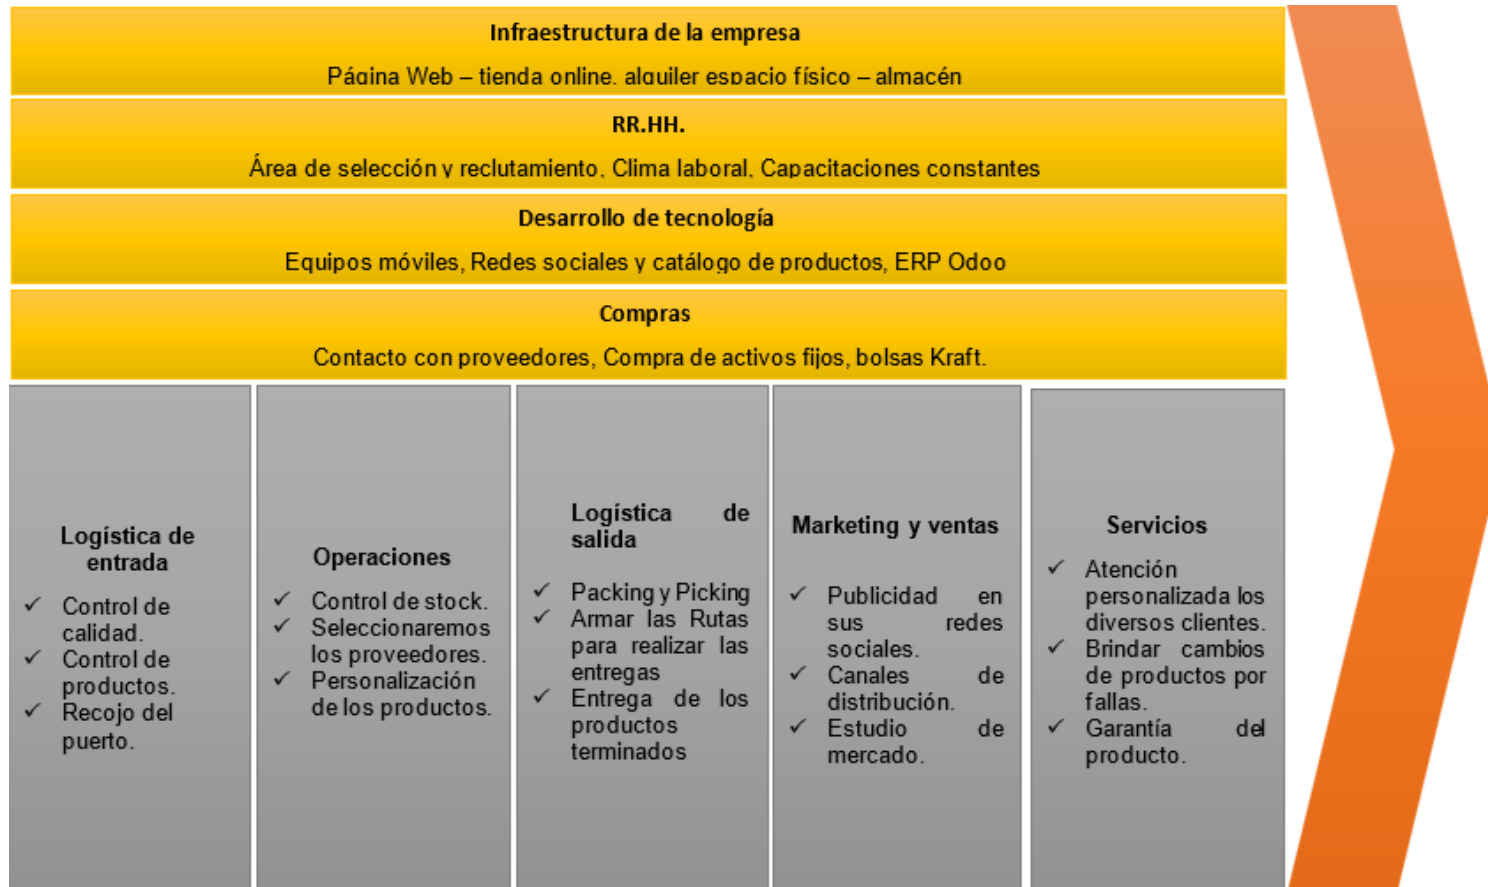 Infraestructura de la empresa
Página Web – tienda online, alquiler espacio físico – almacén
RR.HH.
Área de selección y reclutamiento, Clima laboral, Capacitaciones constantes
Desarrollo de tecnología
Equipos móviles, Redes sociales y catálogo de productos, ERP Odoo
Compras
Contacto con proveedores, Compra de activos fijos, bolsas Kraft.
Logística de
entrada
✓ Control de
calidad.
✓ Control de
productos.
✓ Recojo del
puerto.
Operaciones
✓ Control de stock.
✓ Seleccionaremos
los proveedores.
✓ Personalización
de los productos.
Logística de
salida
✓ Packing y Picking
✓ Armar las Rutas
para realizar las
entregas
✓ Entrega de los
productos
terminados
Marketing y ventas
✓ Publicidad en
sus redes
sociales.
✓ Canales de
distribución.
✓ Estudio de
mercado.
Servicios
✓ Atención
personalizada los
diversos clientes.
✓ Brindar cambios
de productos por
fallas.
✓ Garantía del
producto.